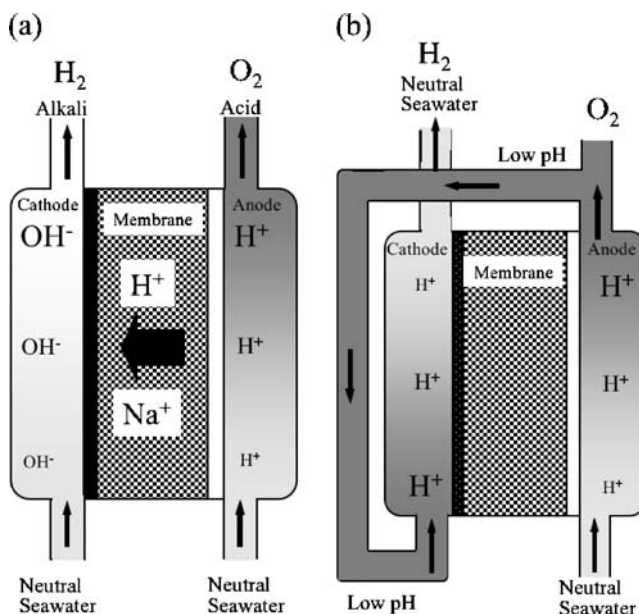 (a)
H₂
Alkali
O₂
Acid
Cathode
OH⁻
OH⁻
OH⁻
Membrane
H⁺
Na⁺
Anode
H⁺
H⁺
H⁺
Neutral
Seawater
Neutral
Seawater
(b)
H₂
Neutral
Seawater
O₂
Low pH
Cathode
H⁺
H⁺
H⁺
Membrane
Anode
H⁺
H⁺
H⁺
Low pH
Neutral
Seawater